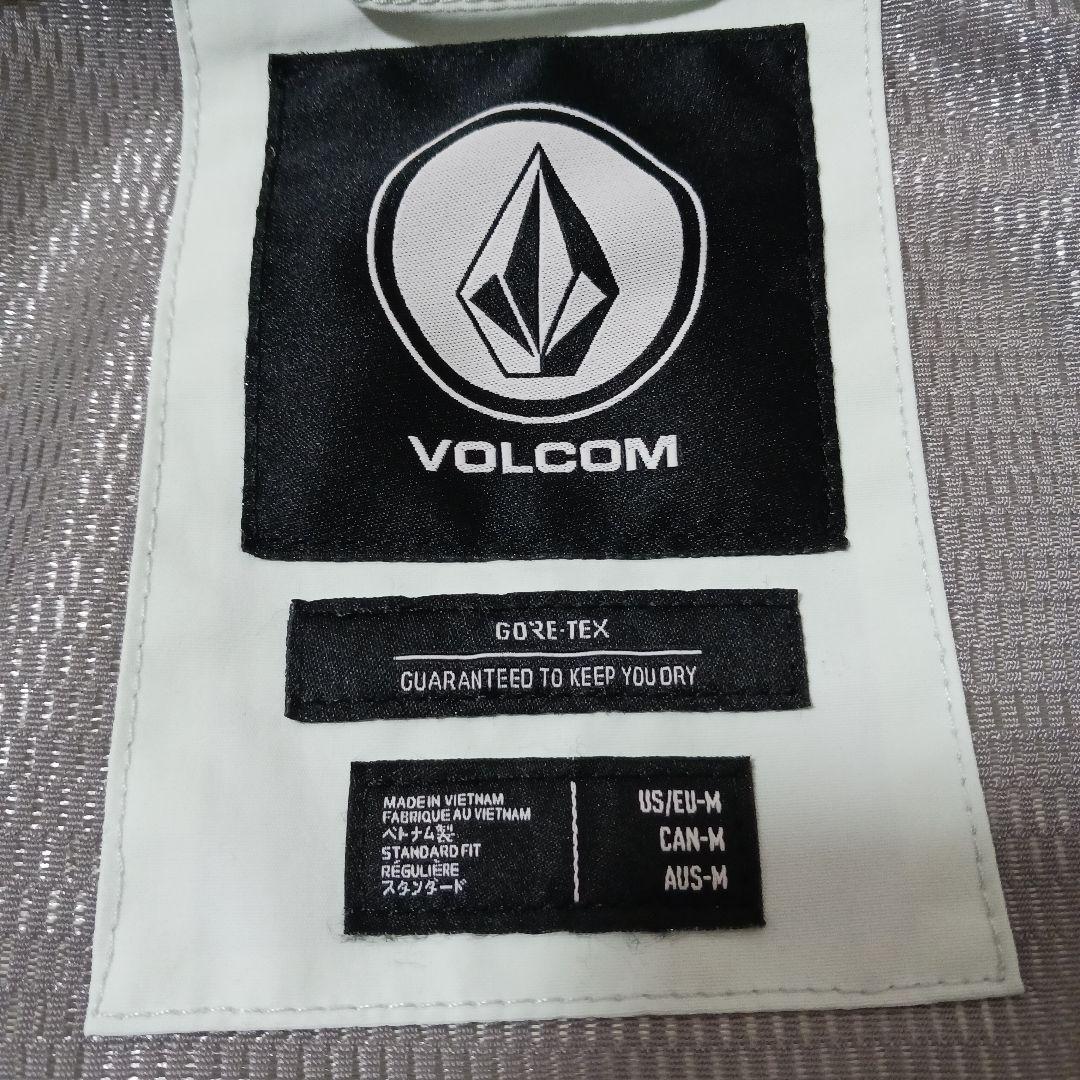 VOLCOM
GORE-TEX
GUARANTEED TO KEEP YOU DRY
MADE IN VIETNAM
FABRIQUE AU VIETNAM
ベトナム製
STANDARD FIT
RÉGULIÈRE
スタンダード
US/EU-M
CAN-M
AUS-M